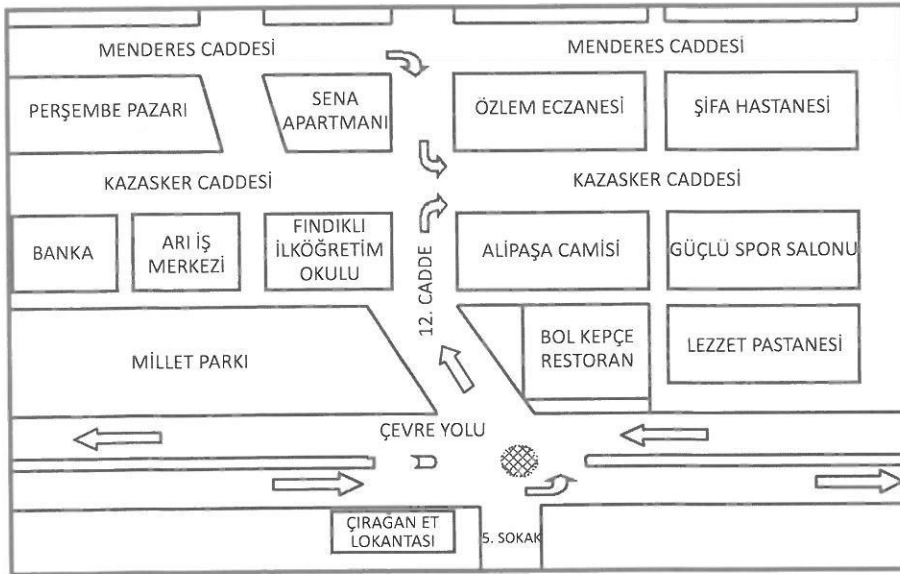 MENDERES CADDESİ
MENDERES CADDESİ
PERŞEMBE PAZARI
SENA
APARTMANI
ÖZLEM ECZANESİ
ŞİFA HASTANESİ
KAZASKER CADDESİ
KAZASKER CADDESİ
BANKA
ARI İŞ
MERKEZİ
FINDIKLI
İLKÖĞRETİM
OKULU
12. CADDE
ALİPAŞA CAMİSİ
GÜÇLÜ SPOR SALONU
MİLLET PARKI
BOL KEPÇE
RESTORAN
LEZZET PASTANESİ
ÇEVRE YOLU
ÇIRAĞAN ET
LOKANTASI
5. SOKAK